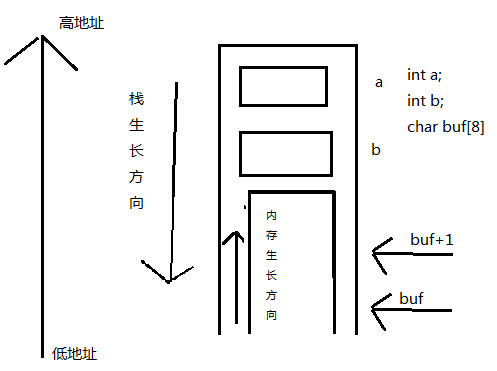 高地址
栈生长方向
a
int a;
int b;
char buf[8]
b
内存生长方向
buf+1
buf
低地址